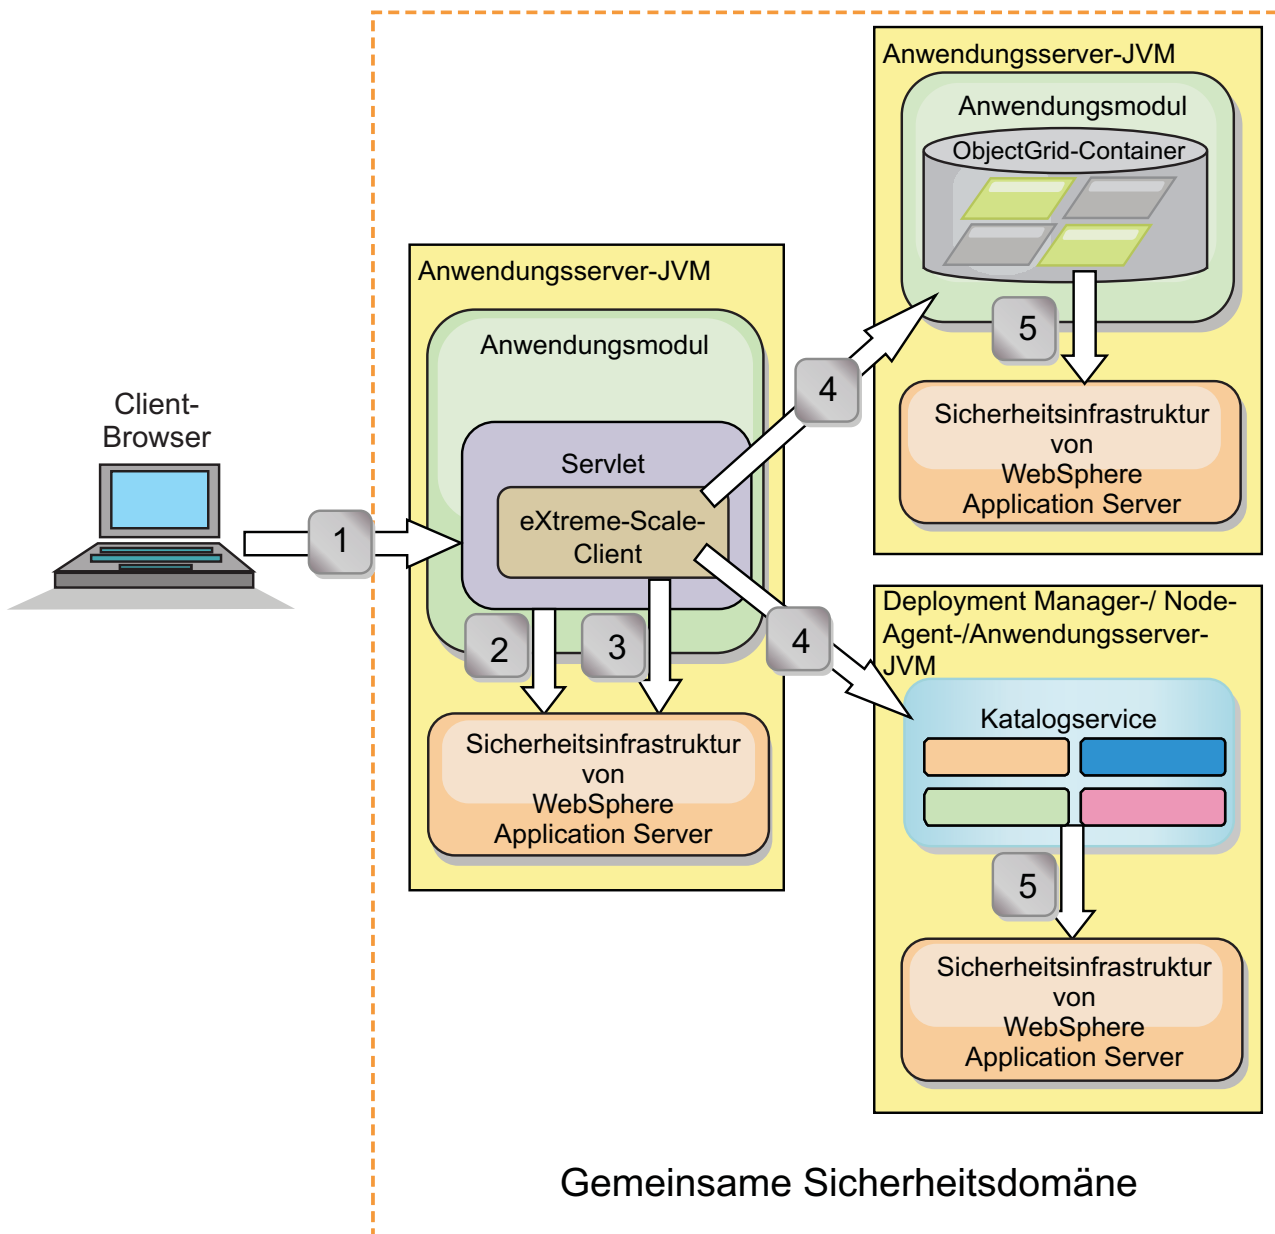 Client-
Browser
1
Anwendungsserver-JVM
Anwendungsmodul
Servlet
eXtreme-Scale-
Client
2
3
4
4
Sicherheitsinfrastruktur
von
WebSphere
Application Server
Anwendungsserver-JVM
Anwendungsmodul
ObjectGrid-Container
5
Sicherheitsinfrastruktur
von
WebSphere
Application Server
Deployment Manager-/ Node-
Agent-/Anwendungsserver-
JVM
Katalogservice
5
Sicherheitsinfrastruktur
von
WebSphere
Application Server
Gemeinsame Sicherheitsdomäne